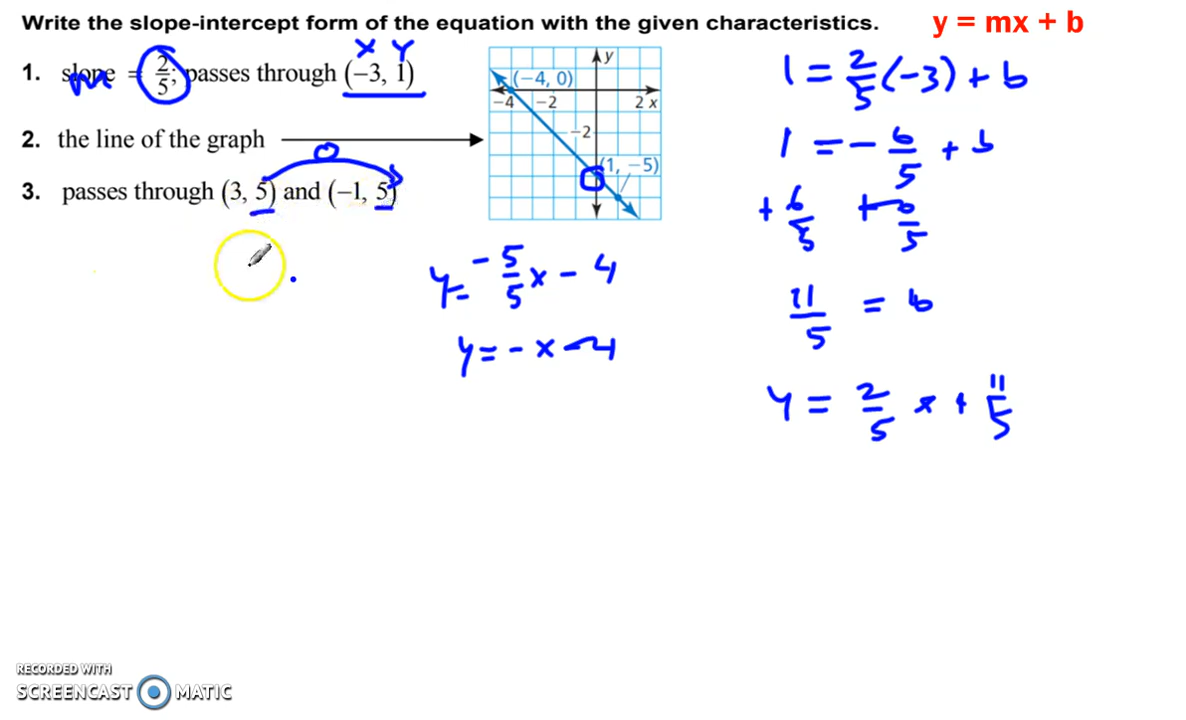 Write the slope-intercept form of the equation with the given characteristics.
y = mx + b
X Y
1. slope = 2/5; passes through (−3, 1)
2. the line of the graph
0
3. passes through (3, 5) and (−1, 5)
y
(−4, 0)
−4 −2 2 x
−2
(1, −5)
y = -5/5 x - 4
y = - x - 4
1 = 2/5 (-3) + b
1 = - 6/5 + b
+ 6/5 + 6/5
11/5 = b
y = 2/5 x + 11/5
RECORDED WITH
SCREENCAST MATIC